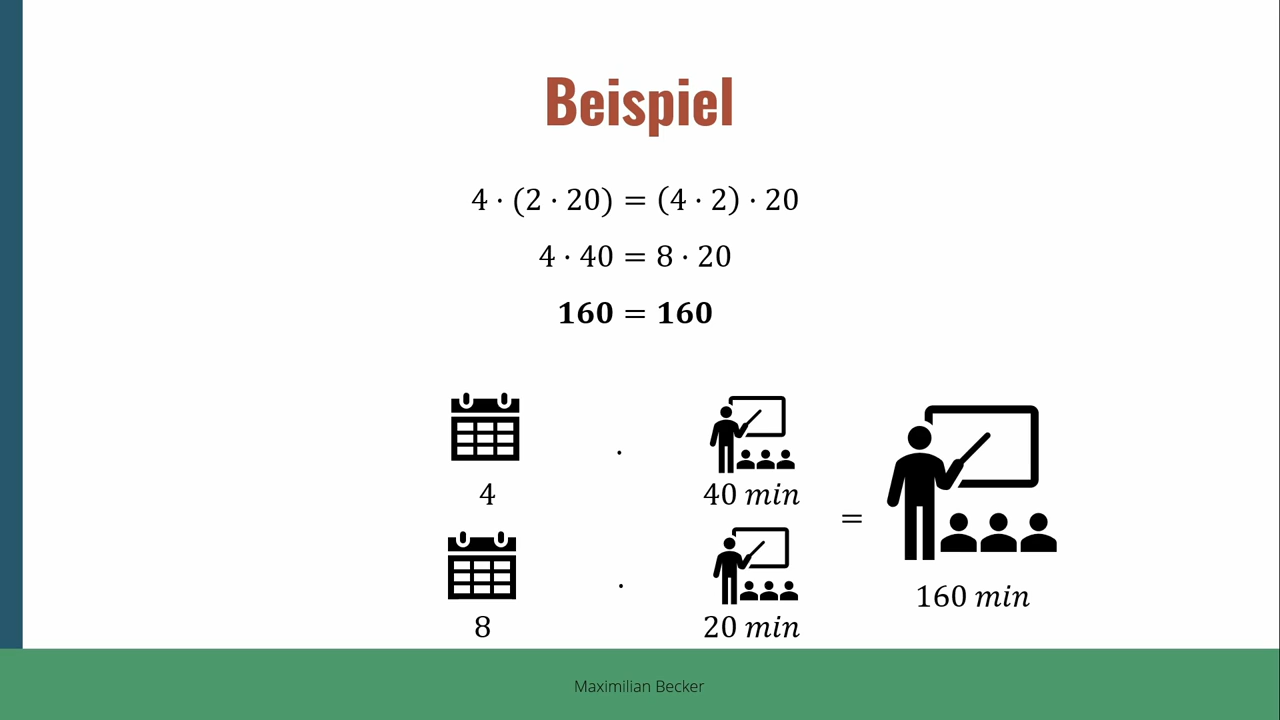 Beispiel
4 · (2 · 20) = (4 · 2) · 20
4 · 40 = 8 · 20
160 = 160
·
4
40 min
=
·
160 min
8
20 min
Maximilian Becker